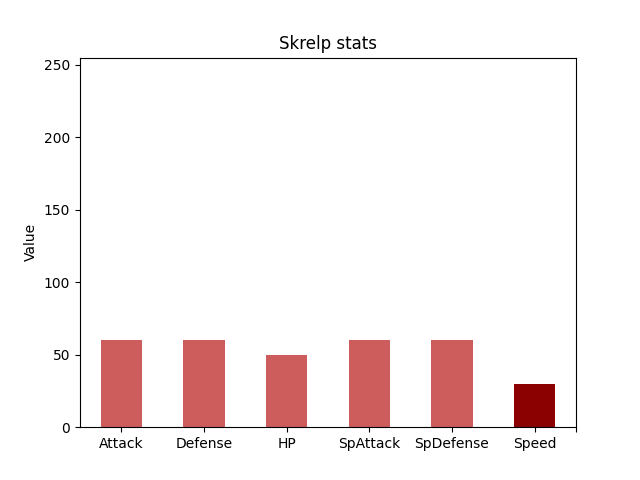 Skrelp stats
Value
250
200
150
100
50
0
Attack
Defense
HP
SpAttack
SpDefense
Speed